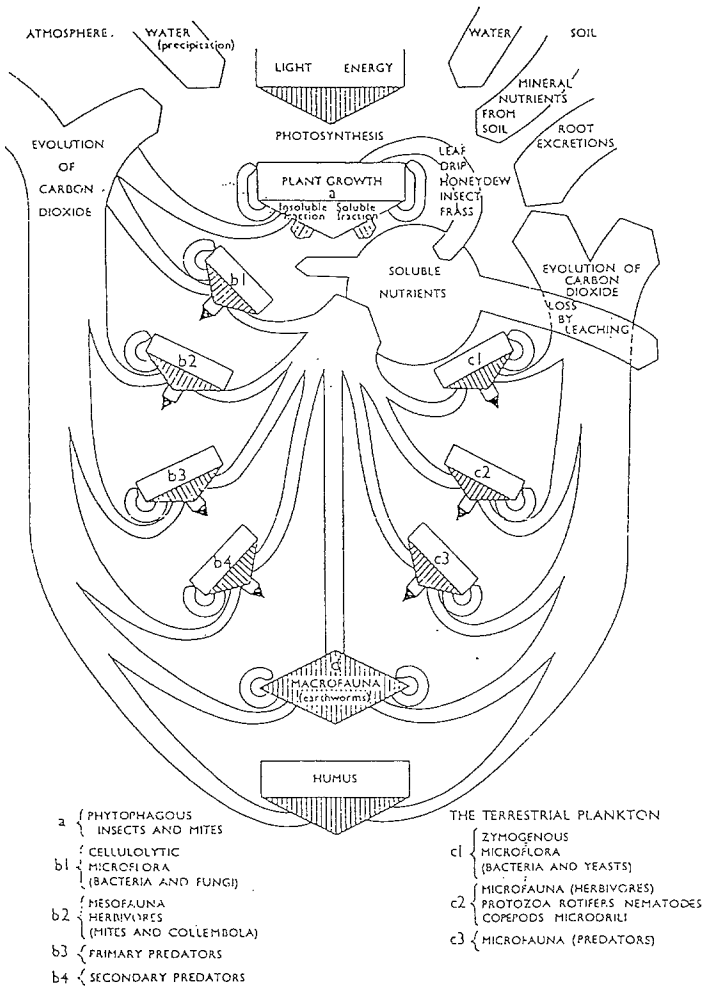 ATMOSPHERE.
WATER
(precipitation)
LIGHT ENERGY
WATER
SOIL
MINERAL
NUTRIENTS
FROM
SOIL
ROOT
EXCRETIONS
PHOTOSYNTHESIS
EVOLUTION
OF
CARBON
DIOXIDE
PLANT GROWTH
a
Insoluble Soluble
fraction fraction
LEAF
DRIP
HONEYDEW
INSECT
FRASS
SOLUBLE
NUTRIENTS
EVOLUTION OF
CARBON
DIOXIDE
LOSS
BY
LEACHING
b1
b2
c1
b3
c2
b4
c3
MACROFAUNA
(earthworms)
HUMUS
a { PHYTOPHAGOUS
INSECTS AND MITES
b1 { CELLULOLYTIC
MICROFLORA
(BACTERIA AND FUNGI)
b2 { MESOFAUNA
HERBIVORES
(MITES AND COLLEMBOLA)
b3 { PRIMARY PREDATORS
b4 { SECONDARY PREDATORS
THE TERRESTRIAL PLANKTON
c1 { ZYMOGENOUS
MICROFLORA
(BACTERIA AND YEASTS)
c2 { MICROFAUNA (HERBIVORES)
PROTOZOA ROTIFERS NEMATODES
COPEPODS MICRODRILI
c3 { MICROFAUNA (PREDATORS)